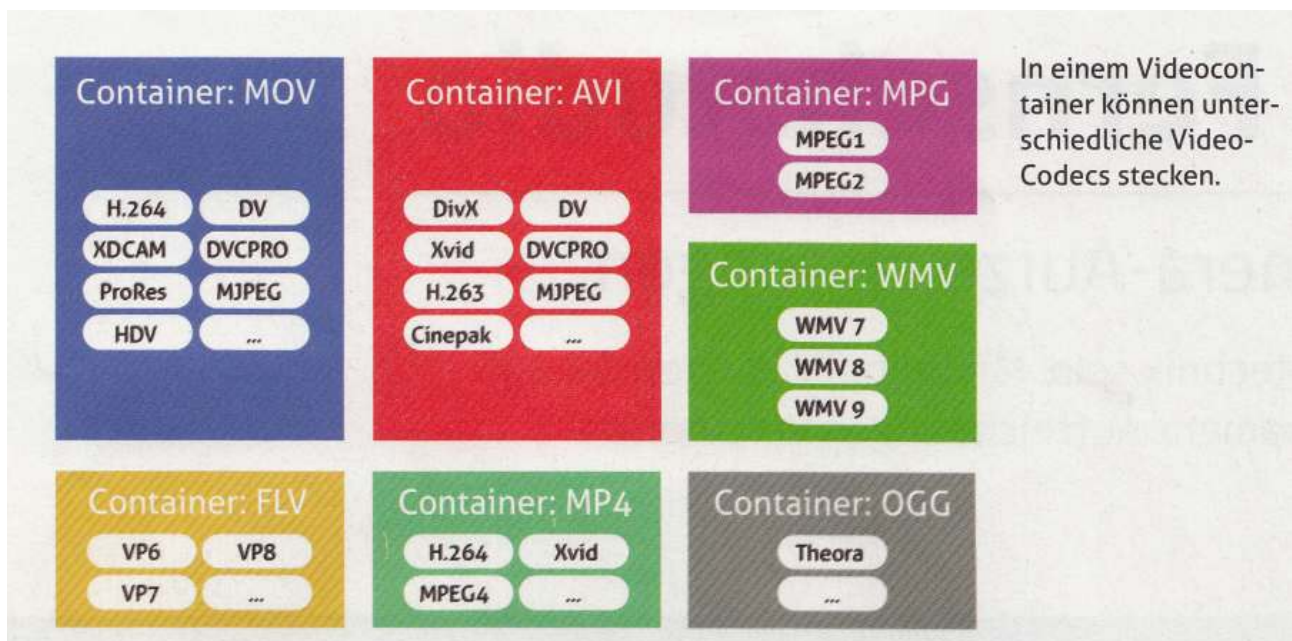 Container: MOV
H.264 DV
XDCAM DVCPRO
ProRes MJPEG
HDV ...
Container: AVI
DivX DV
Xvid DVCPRO
H.263 MJPEG
Cinepak ...
Container: MPG
MPEG1
MPEG2
In einem Videocon-
tainer können unter-
schiedliche Video-
Codecs stecken.
Container: WMV
WMV 7
WMV 8
WMV 9
Container: FLV
VP6 VP8
VP7 ...
Container: MP4
H.264 Xvid
MPEG4 ...
Container: OGG
Theora
...